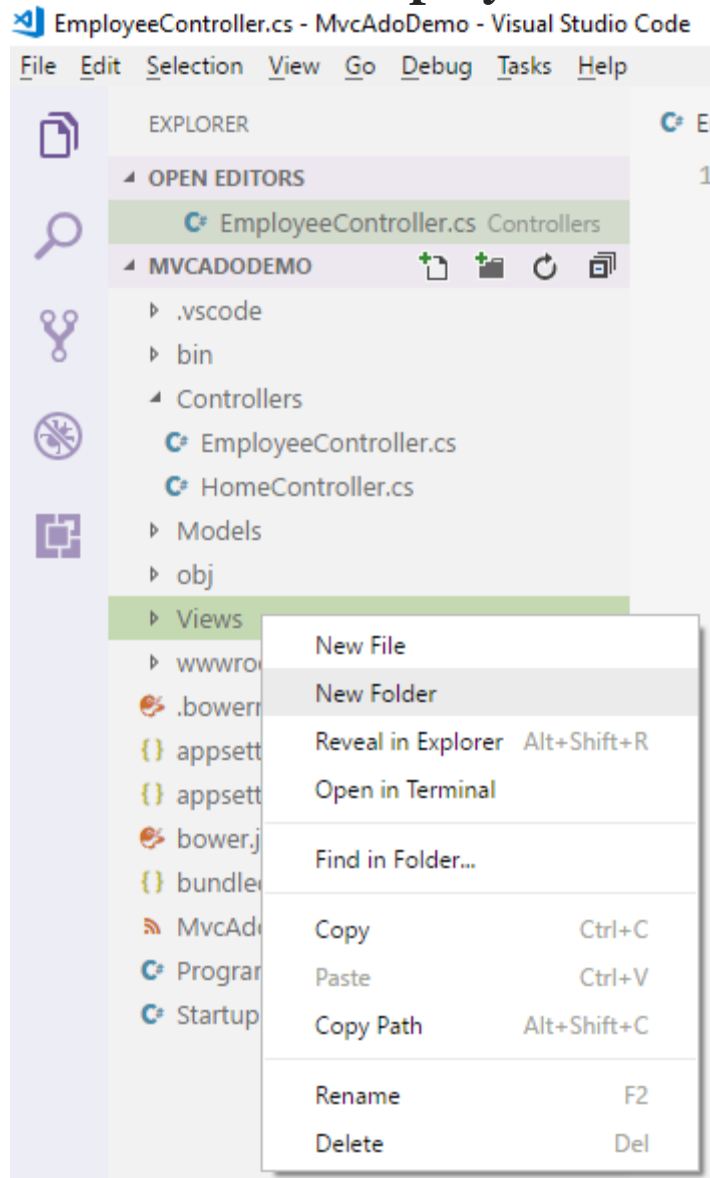 EmployeeController.cs - MvcAdoDemo - Visual Studio Code
File Edit Selection View Go Debug Tasks Help
EXPLORER
OPEN EDITORS
C# EmployeeController.cs Controllers
MVCADODEMO
.vscode
bin
Controllers
C# EmployeeController.cs
C# HomeController.cs
Models
obj
Views
{}
{}
{}
C#
C# Startup
C# E
1
New File
New Folder
Reveal in Explorer Alt+Shift+R
Open in Terminal
Find in Folder...
Copy Ctrl+C
Paste Ctrl+V
Copy Path Alt+Shift+C
Rename F2
Delete Del